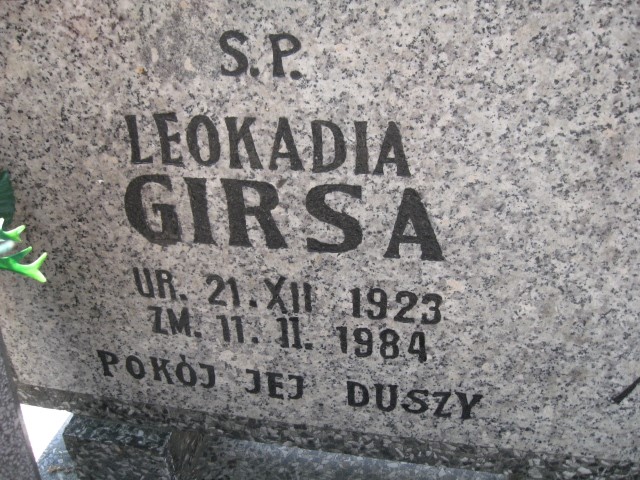 S.P.
LEOKADIA
GIRSA
UR. 21. XII 1923
ZM. 11. II. 1984
POKÓJ JEJ DUSZY